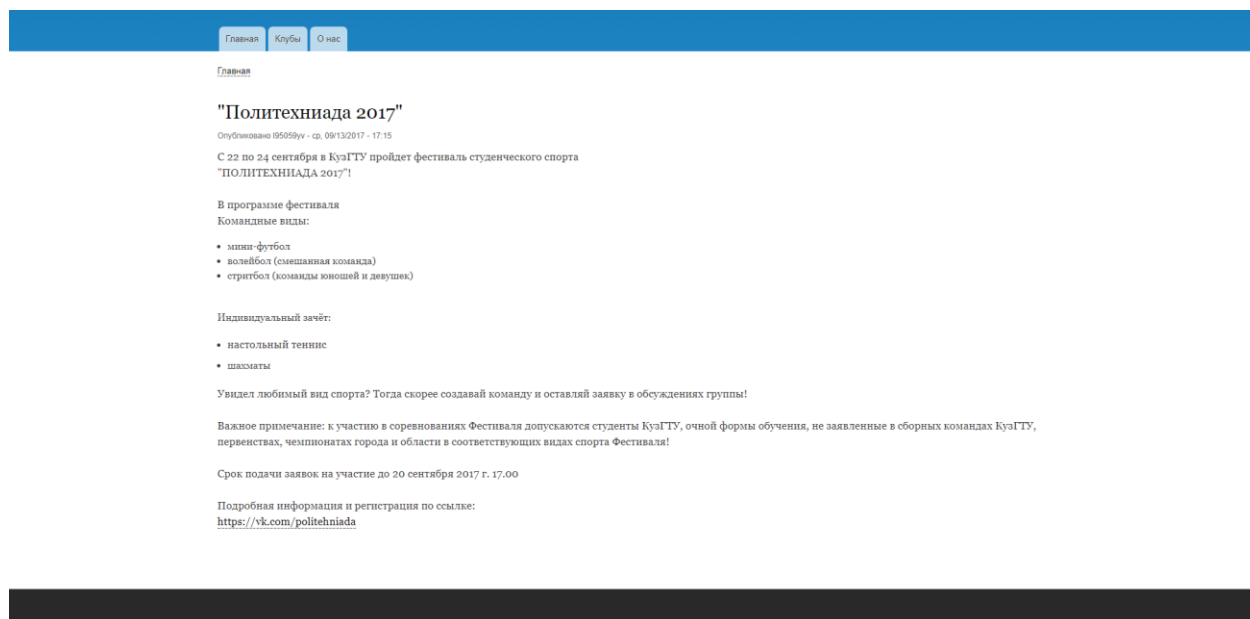 Главная Клубы О нас
Главная
"Политехниада 2017"
Опубликовано l95059yv - ср, 09/13/2017 - 17:15
С 22 по 24 сентября в КузГТУ пройдет фестиваль студенческого спорта
"ПОЛИТЕХНИАДА 2017"!
В программе фестиваля
Командные виды:
• мини-футбол
• волейбол (смешанная команда)
• стритбол (команды юношей и девушек)
Индивидуальный зачёт:
• настольный теннис
• шахматы
Увидел любимый вид спорта? Тогда скорее создавай команду и оставляй заявку в обсуждениях группы!
Важное примечание: к участию в соревнованиях Фестиваля допускаются студенты КузГТУ, очной формы обучения, не заявленные в сборных командах КузГТУ,
первенствах, чемпионатах города и области в соответствующих видах спорта Фестиваля!
Срок подачи заявок на участие до 20 сентября 2017 г. 17.00
Подробная информация и регистрация по ссылке:
https://vk.com/politehniada